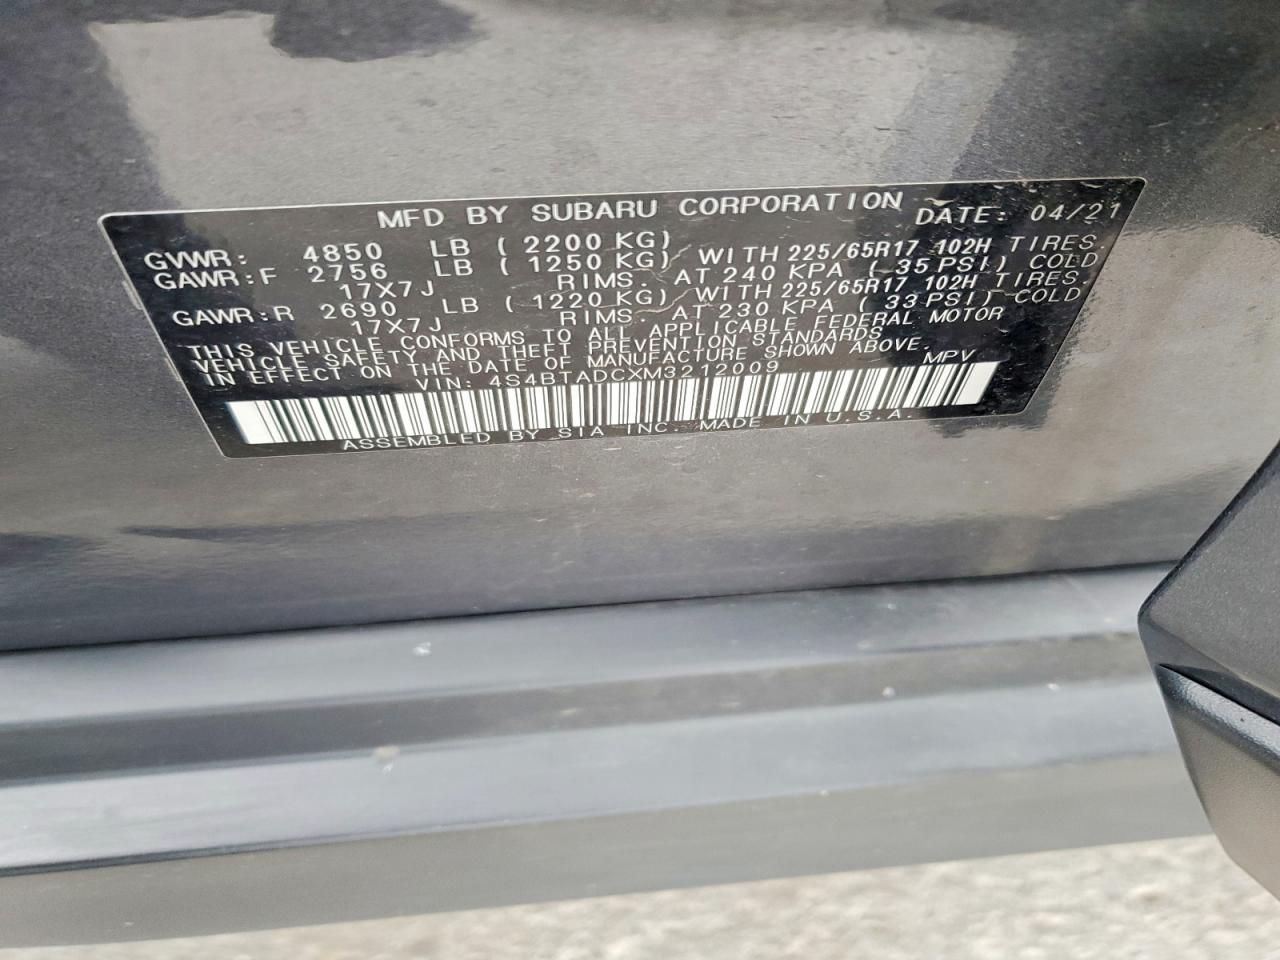 MFD BY SUBARU CORPORATION DATE: 04/21
GVWR: 4850 LB ( 2200 KG)
GAWR:F 2756 LB ( 1250 KG) WITH 225/65R17 102H TIRES.
17X7J RIMS. AT 240 KPA ( 35 PSI) COLD
GAWR:R 2690 LB ( 1220 KG) WITH 225/65R17 102H TIRES.
17X7J RIMS. AT 230 KPA ( 33 PSI) COLD
THIS VEHICLE CONFORMS TO ALL APPLICABLE FEDERAL MOTOR
VEHICLE SAFETY AND THEFT PREVENTION STANDARDS
IN EFFECT ON THE DATE OF MANUFACTURE SHOWN ABOVE.
VIN: 4S4BTADCXM3212009 MPV
ASSEMBLED BY SIA INC. MADE IN U.S.A.